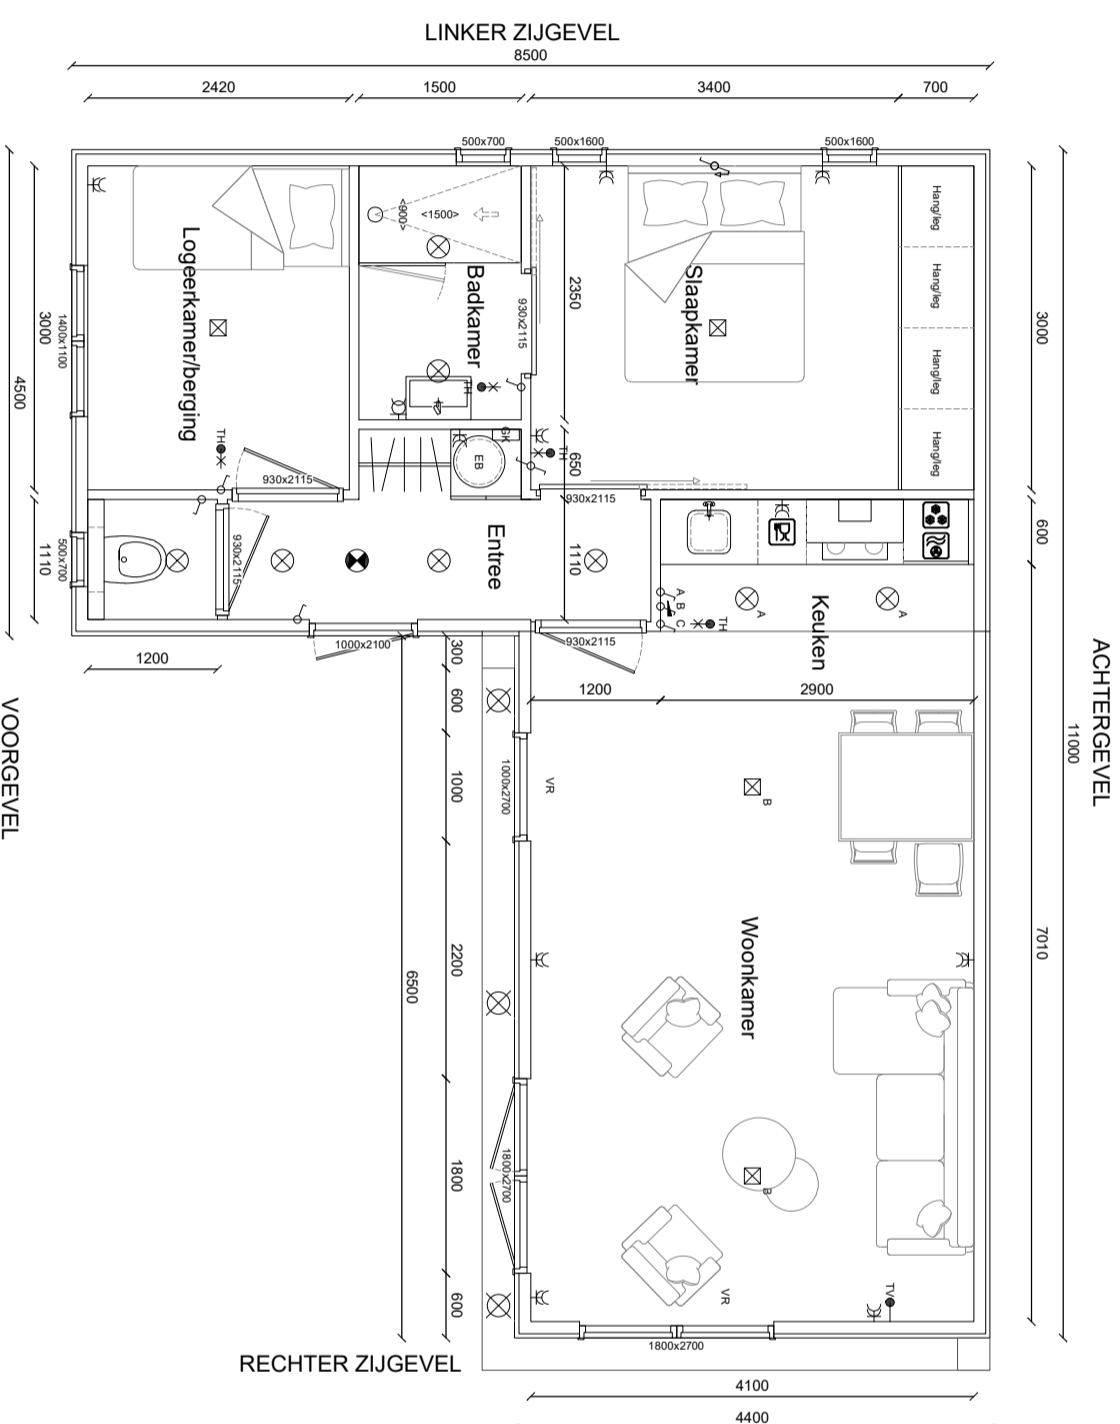 LINKER ZIJGEVEL
8500
2420
1500
3400
700
500x700
500x1600
500x1600
Hang/leg
Hang/leg
Hang/leg
Hang/leg
<900>
<1500>
Logeerkamer/berging
Badkamer
930x2115
2350
Slaapkamer
3000
1400x1100
3000
4500
TH
TH
TH
GK
EB
650
930x2115
930x2115
930x2115
Entree
1110
1110
500x700
600
A
B
C
TH
A
A
Keuken
1000x2100
930x2115
1200
300
600
1200
2900
ACHTERGEVEL
11000
VOORGEVEL
1000
1000x2700
VR
B
Woonkamer
7010
2200
6500
1800
1800x2700
B
VR
TV
600
1800x2700
RECHTER ZIJGEVEL
4100
4400